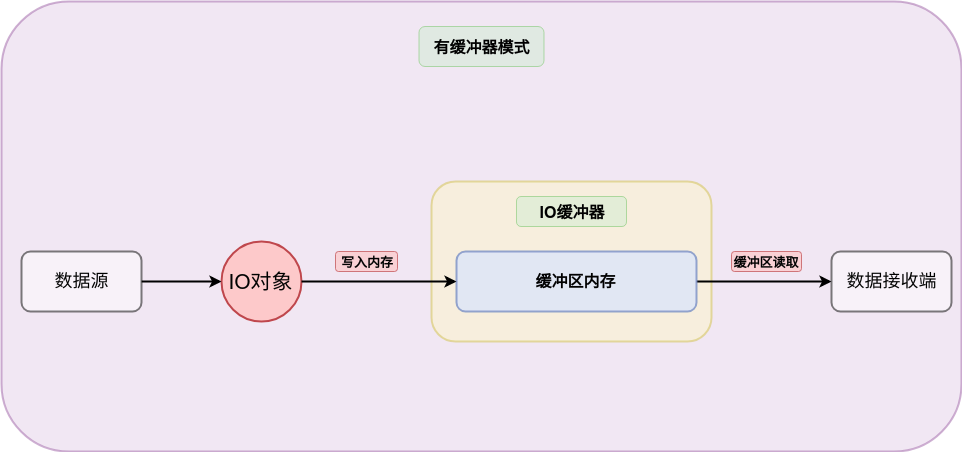 有缓冲器模式
IO缓冲器
数据源
IO对象
写入内存
缓冲区内存
缓冲区读取
数据接收端